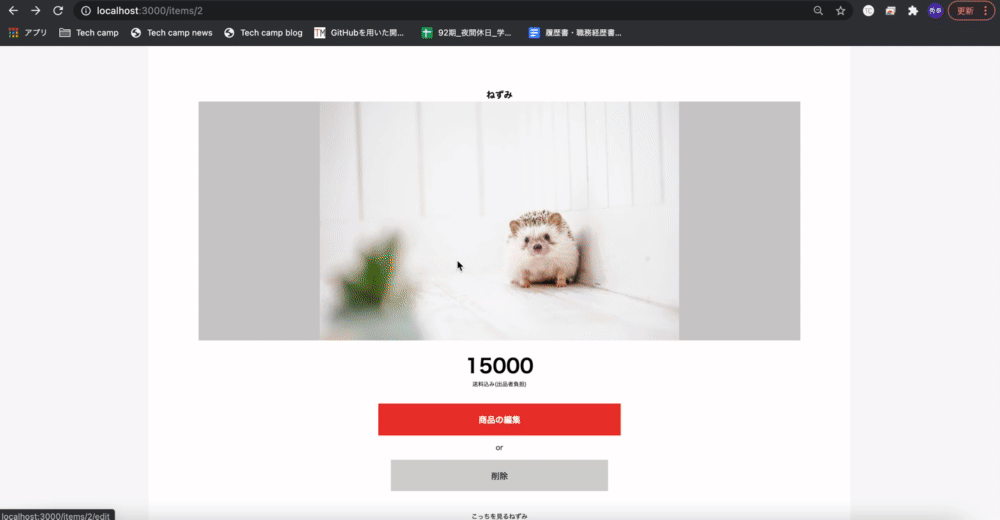 localhost:3000/items/2
更新
アプリ
Tech camp
Tech camp news
Tech camp blog
TM
GitHubを用いた開...
92期_夜間休日_学...
履歴書・職務経歴書...
ねずみ
15000
送料込み(出品者負担)
商品の編集
or
削除
こっちを見るねずみ
localhost:3000/items/2/edit